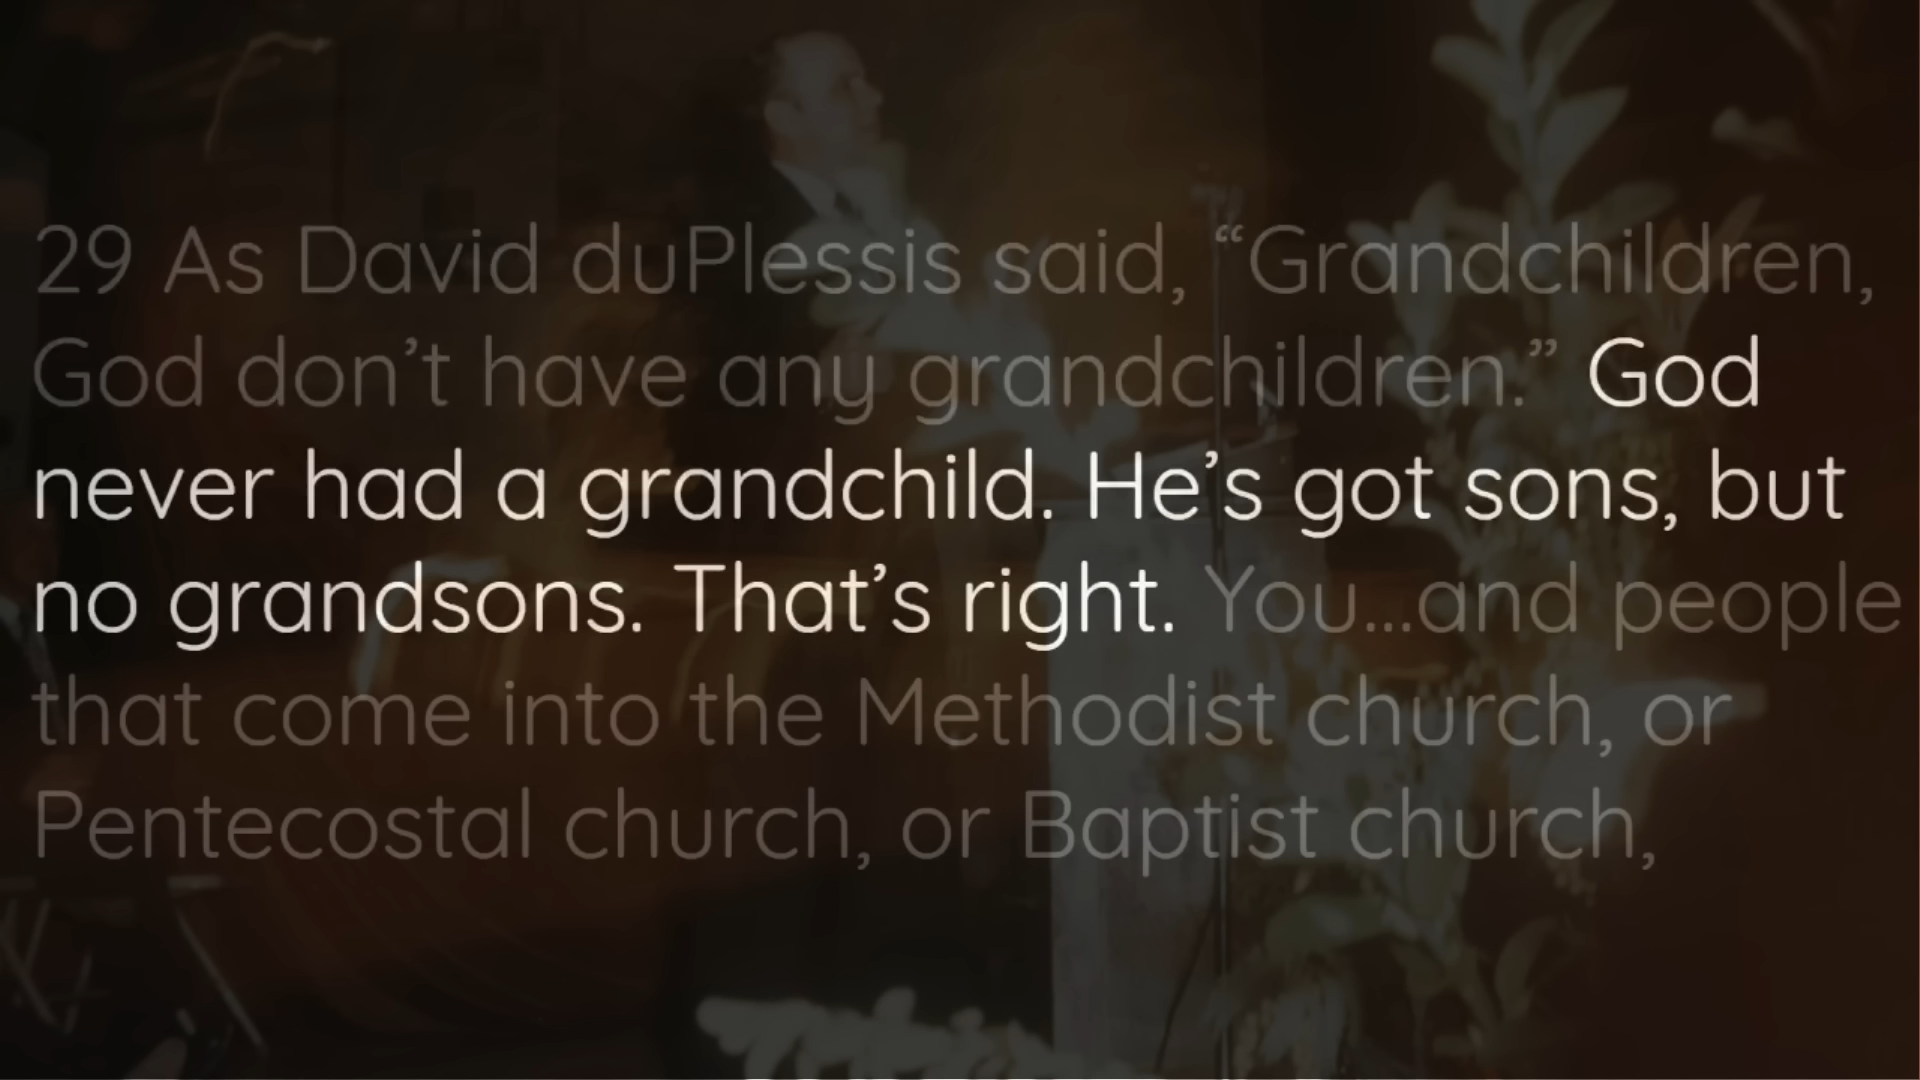 29 As David duPlessis said, “Grandchildren,
God don’t have any grandchildren.” God
never had a grandchild. He’s got sons, but
no grandsons. That’s right. You...and people
that come into the Methodist church, or
Pentecostal church, or Baptist church,